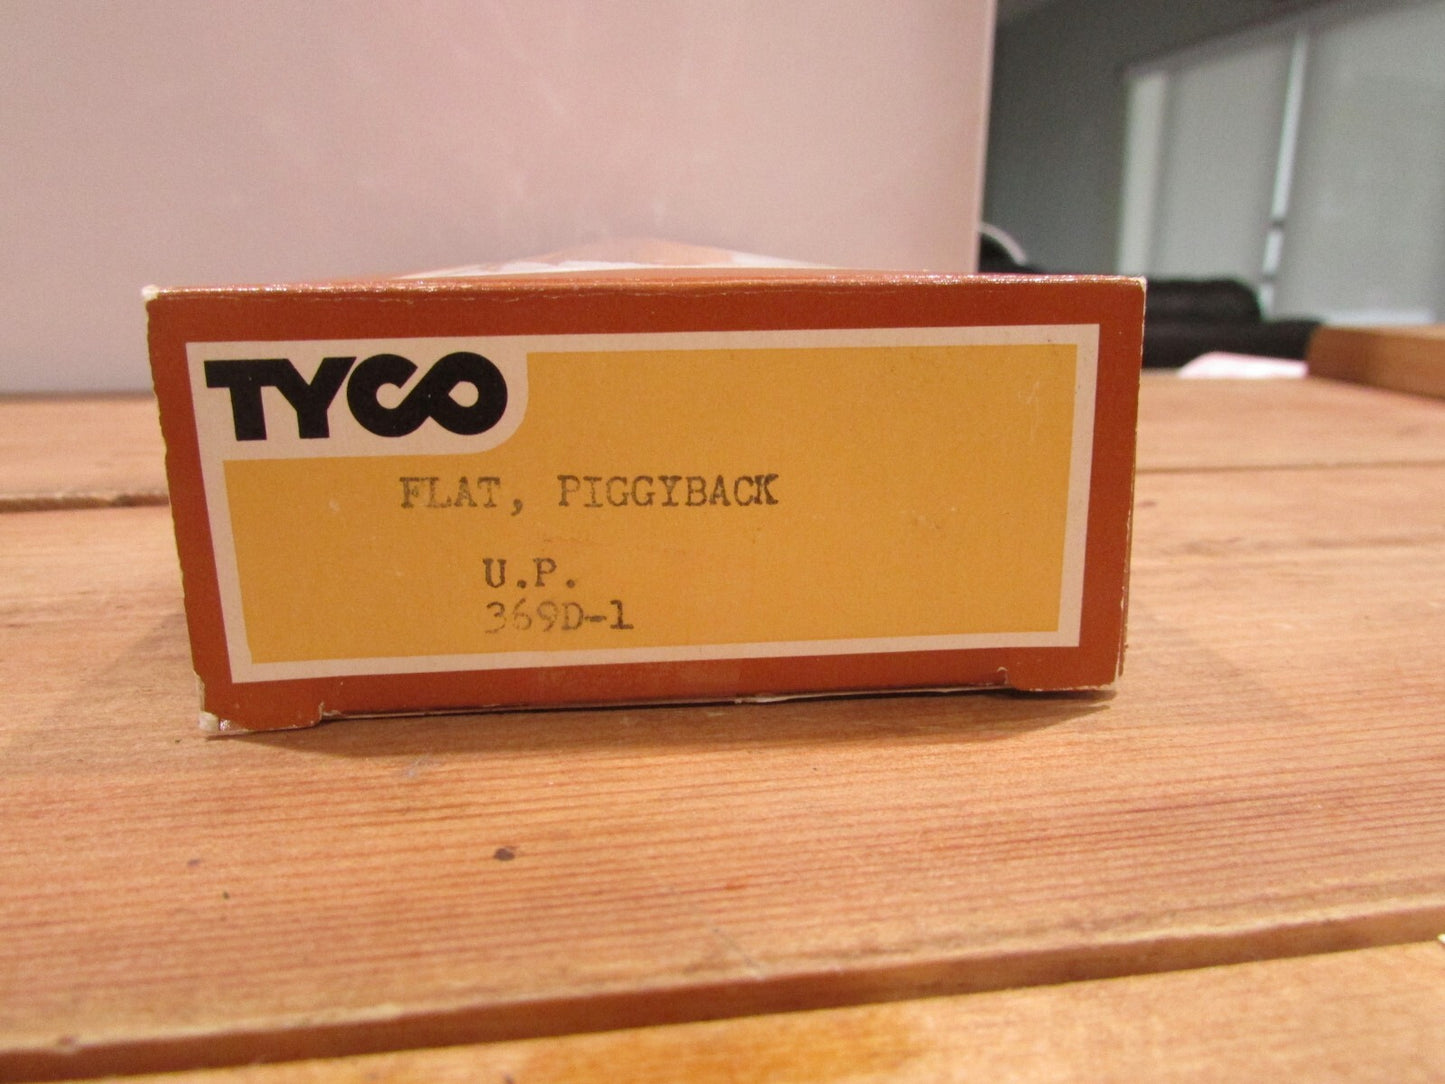 TYCO
FLAT, PIGGYBACK
U.P.
369D-1